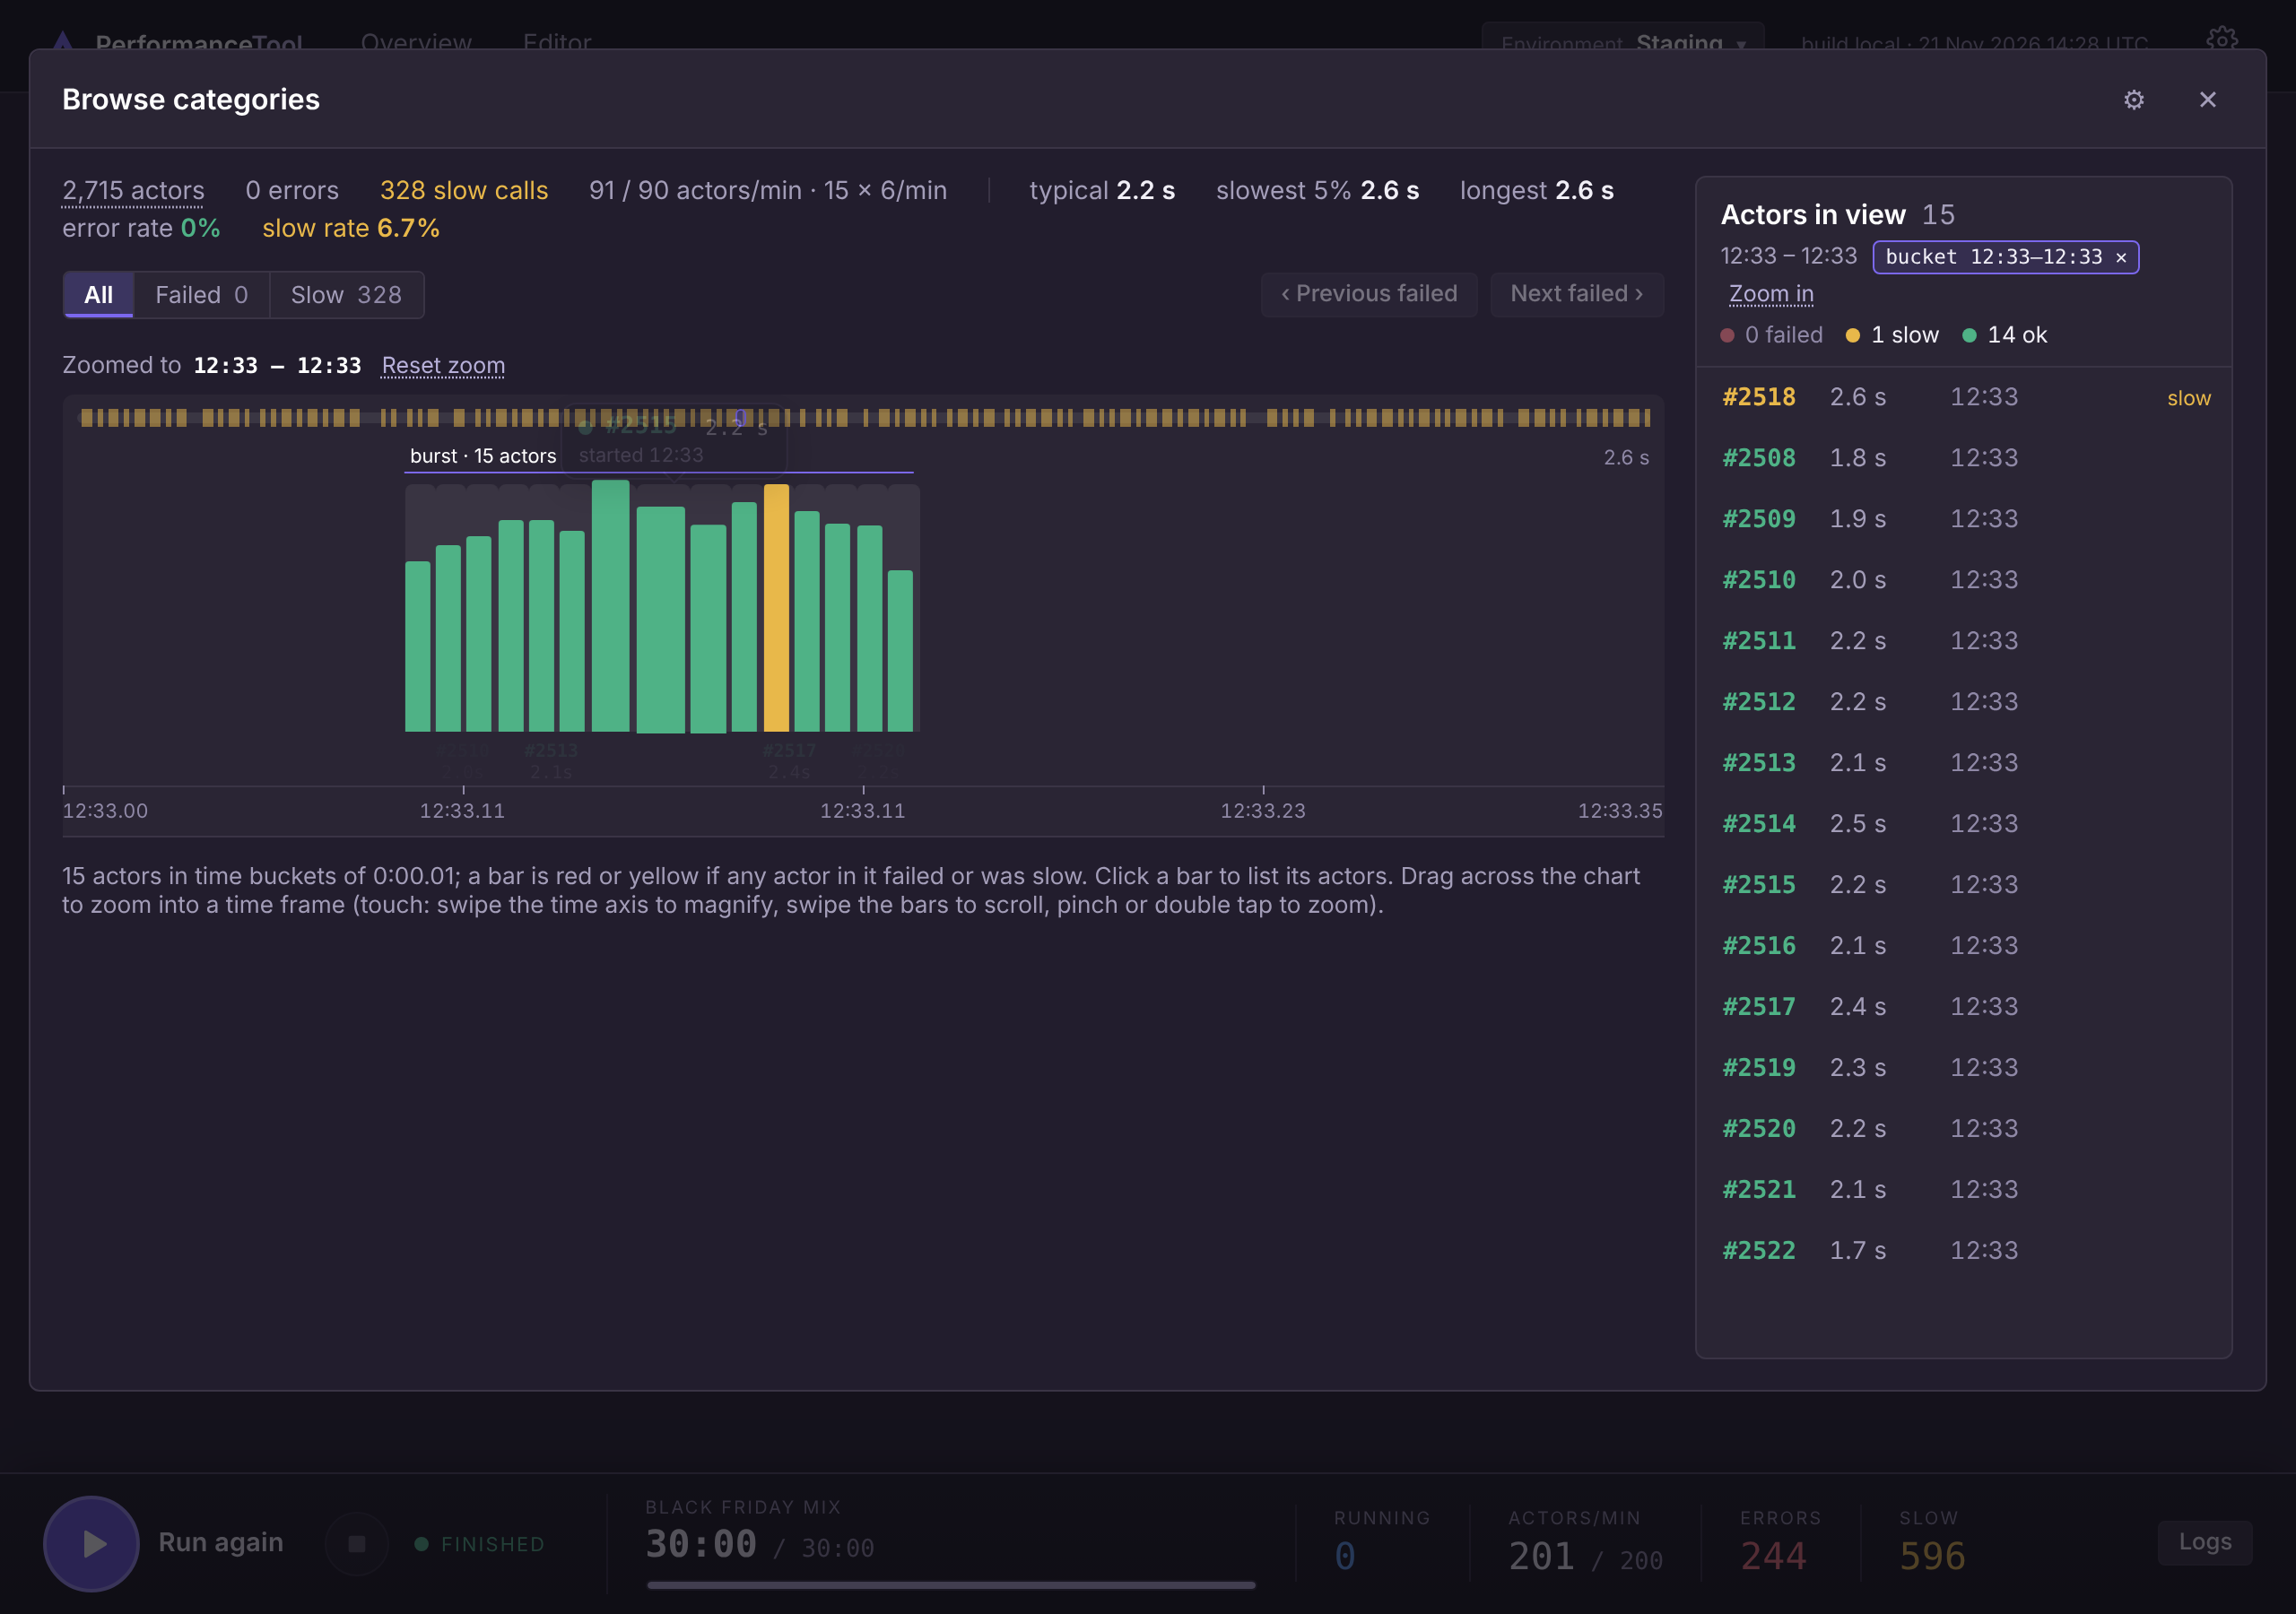 PerformanceTool Overview Editor Environment Staging ▾ build local · 21 Nov 2026 14:28 UTC
Browse categories
2,715 actors 0 errors 328 slow calls 91 / 90 actors/min · 15 × 6/min typical 2.2 s slowest 5% 2.6 s longest 2.6 s
error rate 0% slow rate 6.7%
All Failed 0 Slow 328 ‹ Previous failed Next failed ›
Zoomed to 12:33 – 12:33 Reset zoom
#2515 2.2 s
burst · 15 actors started 12:33 2.6 s
#2513 #2517
2.1s 2.4s
12:33.00 12:33.11 12:33.11 12:33.23 12:33.35
15 actors in time buckets of 0:00.01; a bar is red or yellow if any actor in it failed or was slow. Click a bar to list its actors. Drag across the chart
to zoom into a time frame (touch: swipe the time axis to magnify, swipe the bars to scroll, pinch or double tap to zoom).
Actors in view 15
12:33 – 12:33 bucket 12:33–12:33 ×
Zoom in
0 failed 1 slow 14 ok
#2518 2.6 s 12:33 slow
#2508 1.8 s 12:33
#2509 1.9 s 12:33
#2510 2.0 s 12:33
#2511 2.2 s 12:33
#2512 2.2 s 12:33
#2513 2.1 s 12:33
#2514 2.5 s 12:33
#2515 2.2 s 12:33
#2516 2.1 s 12:33
#2517 2.4 s 12:33
#2519 2.3 s 12:33
#2520 2.2 s 12:33
#2521 2.1 s 12:33
#2522 1.7 s 12:33
Run again FINISHED
BLACK FRIDAY MIX
30:00 / 30:00
RUNNING
0
ACTORS/MIN
201 / 200
ERRORS
244
SLOW
596
Logs